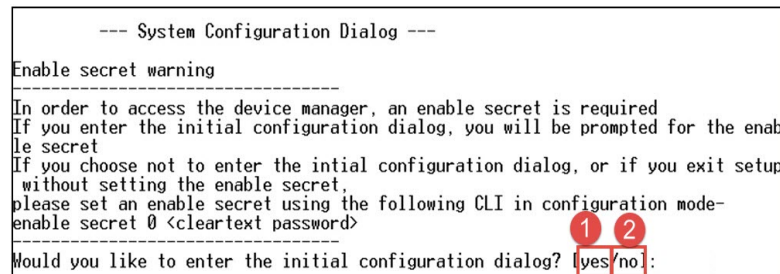 --- System Configuration Dialog ---
Enable secret warning
----------------------------------
In order to access the device manager, an enable secret is required
If you enter the initial configuration dialog, you will be prompted for the enab
le secret
If you choose not to enter the intial configuration dialog, or if you exit setup
without setting the enable secret,
please set an enable secret using the following CLI in configuration mode-
enable secret 0 <cleartext password>
----------------------------------
1 2
Would you like to enter the initial configuration dialog? [yes/no]: